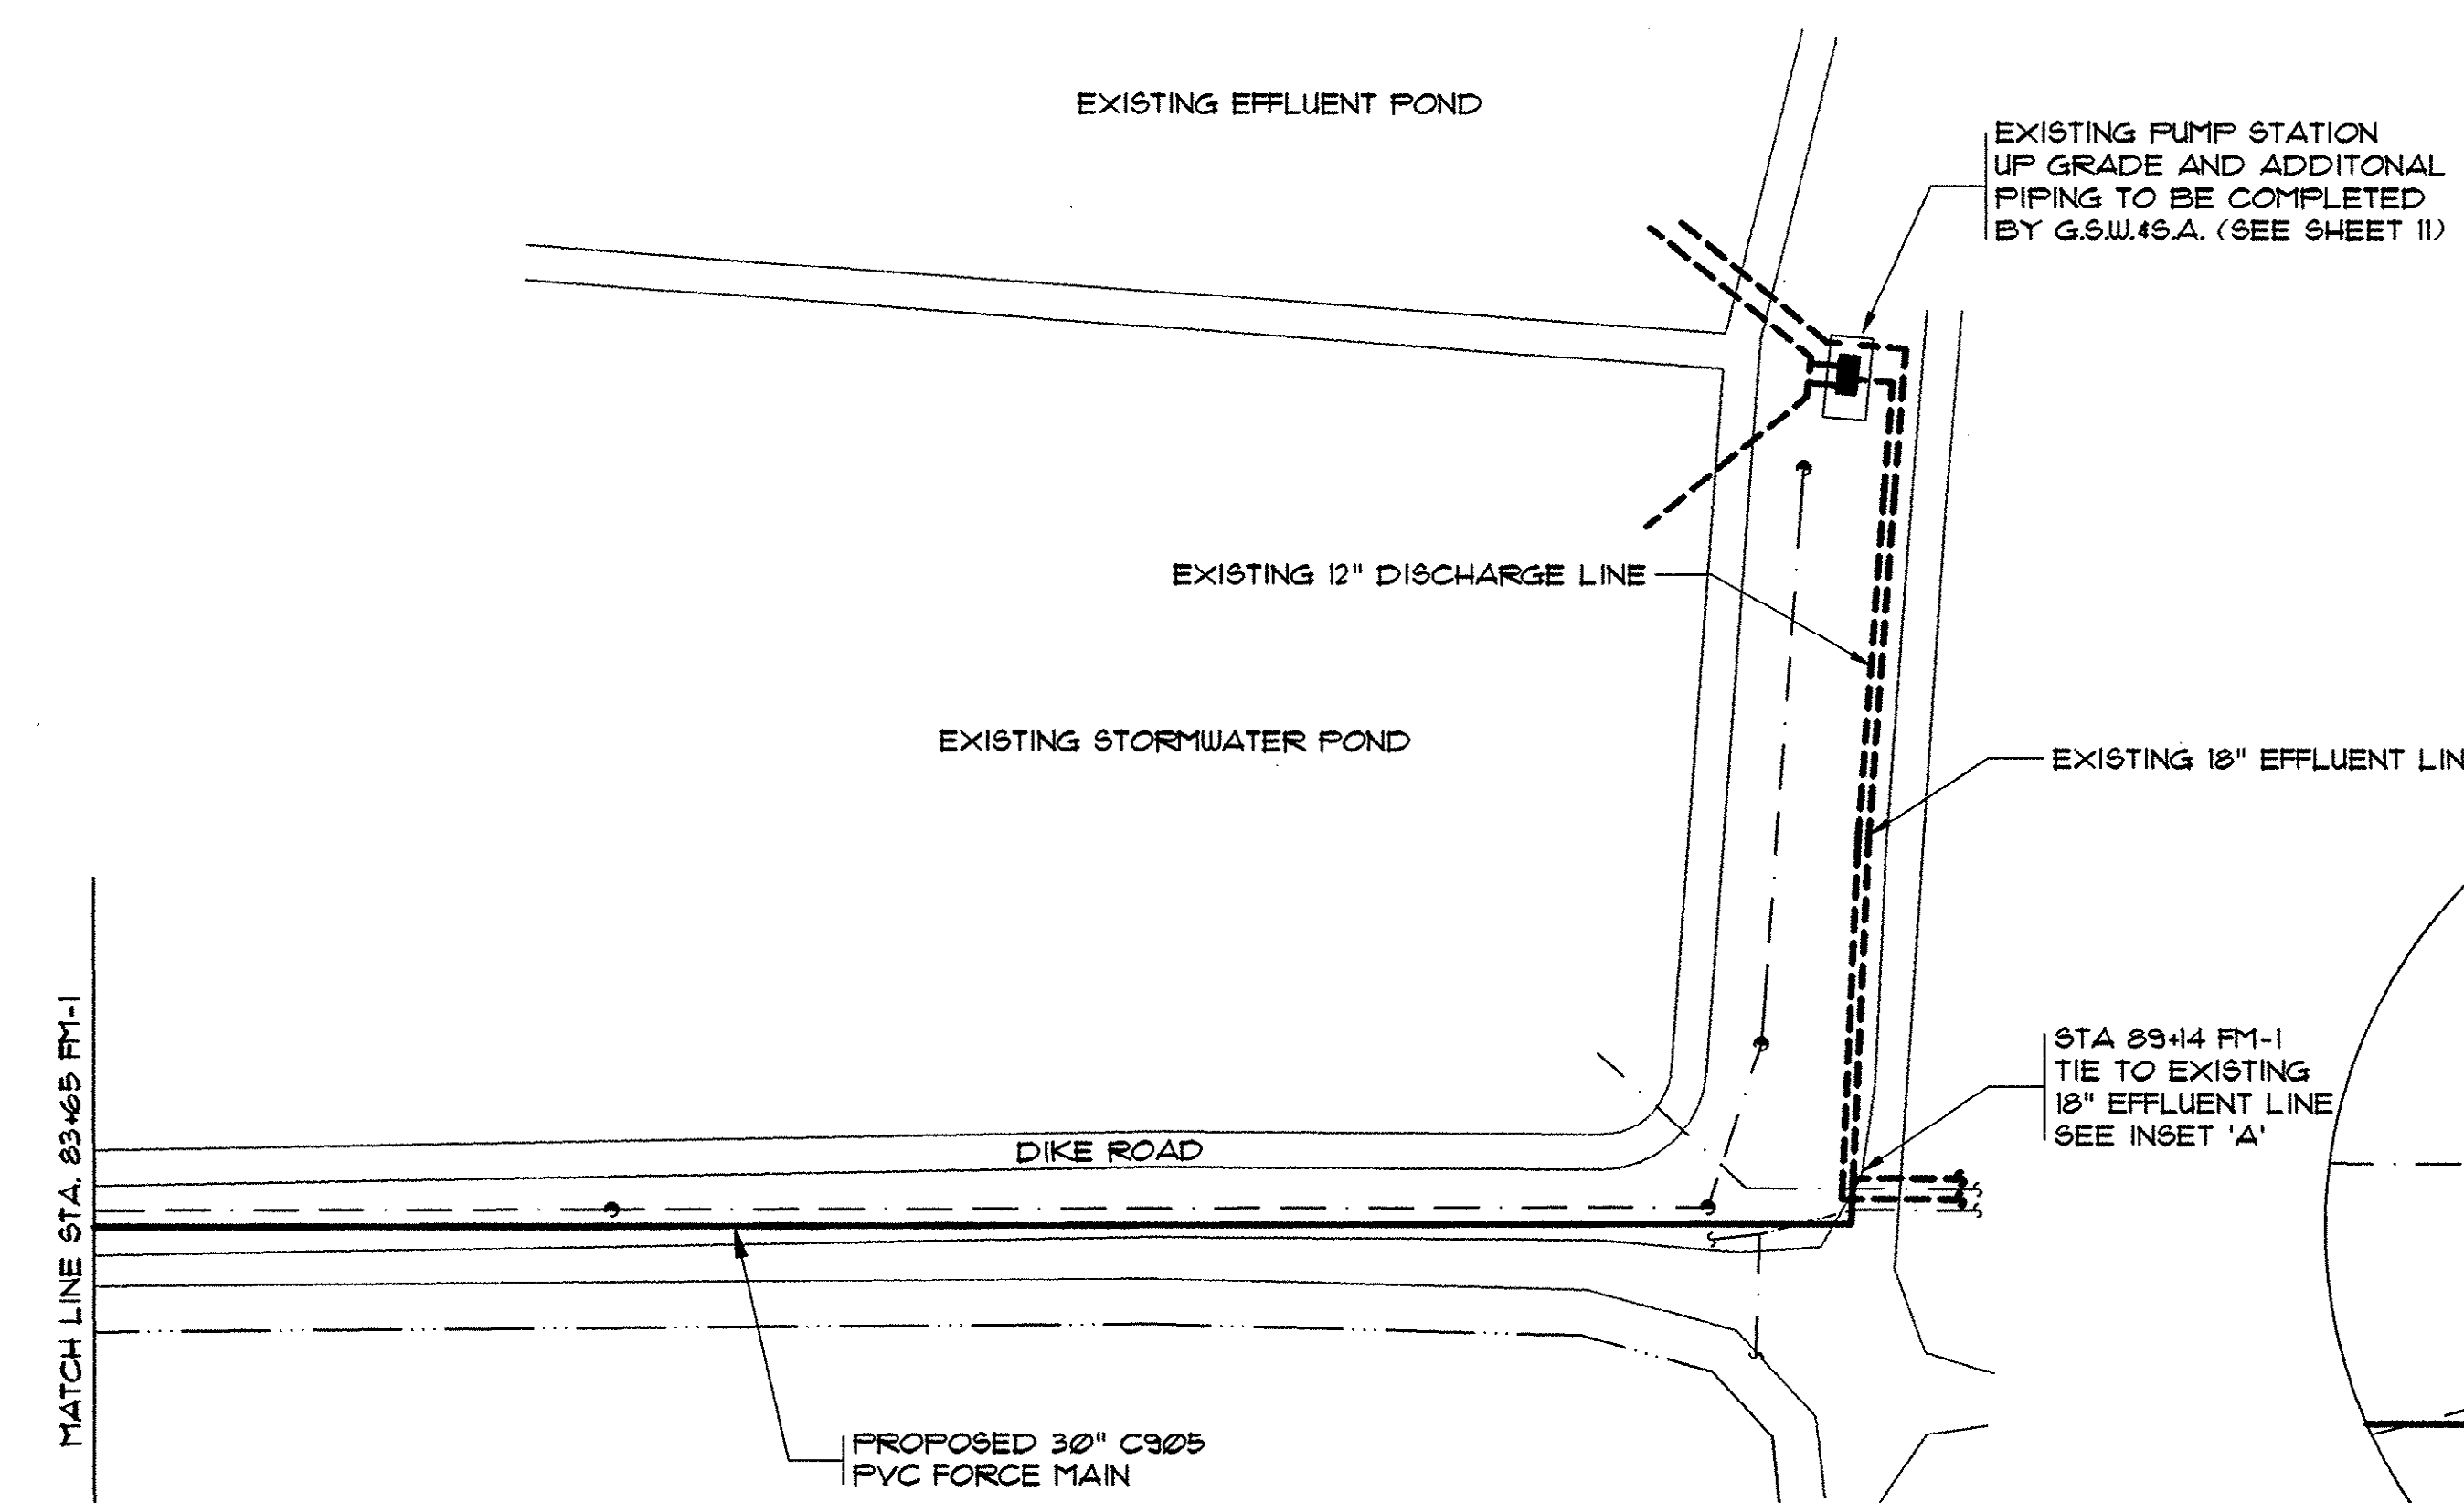 EXISTING EFFLUENT POND
EXISTING PUMP STATION
UP GRADE AND ADDITONAL
PIPING TO BE COMPLETED
BY G.S.W.&S.A. (SEE SHEET 11)
EXISTING 12" DISCHARGE LINE
EXISTING STORMWATER POND
EXISTING 18" EFFLUENT LIN
STA 89+14 FM-1
TIE TO EXISTING
18" EFFLUENT LINE
SEE INSET 'A'
MATCH LINE STA. 83+65 FM-1
DIKE ROAD
PROPOSED 30" C905
PVC FORCE MAIN